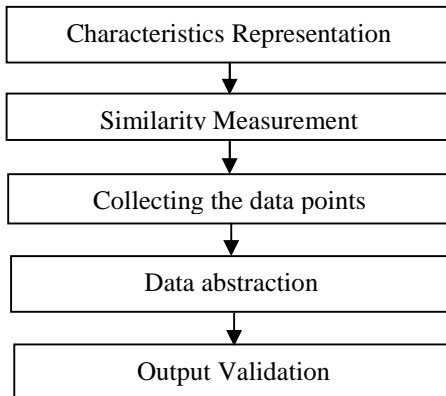 Characteristics Representation
Similarity Measurement
Collecting the data points
Data abstraction
Output Validation